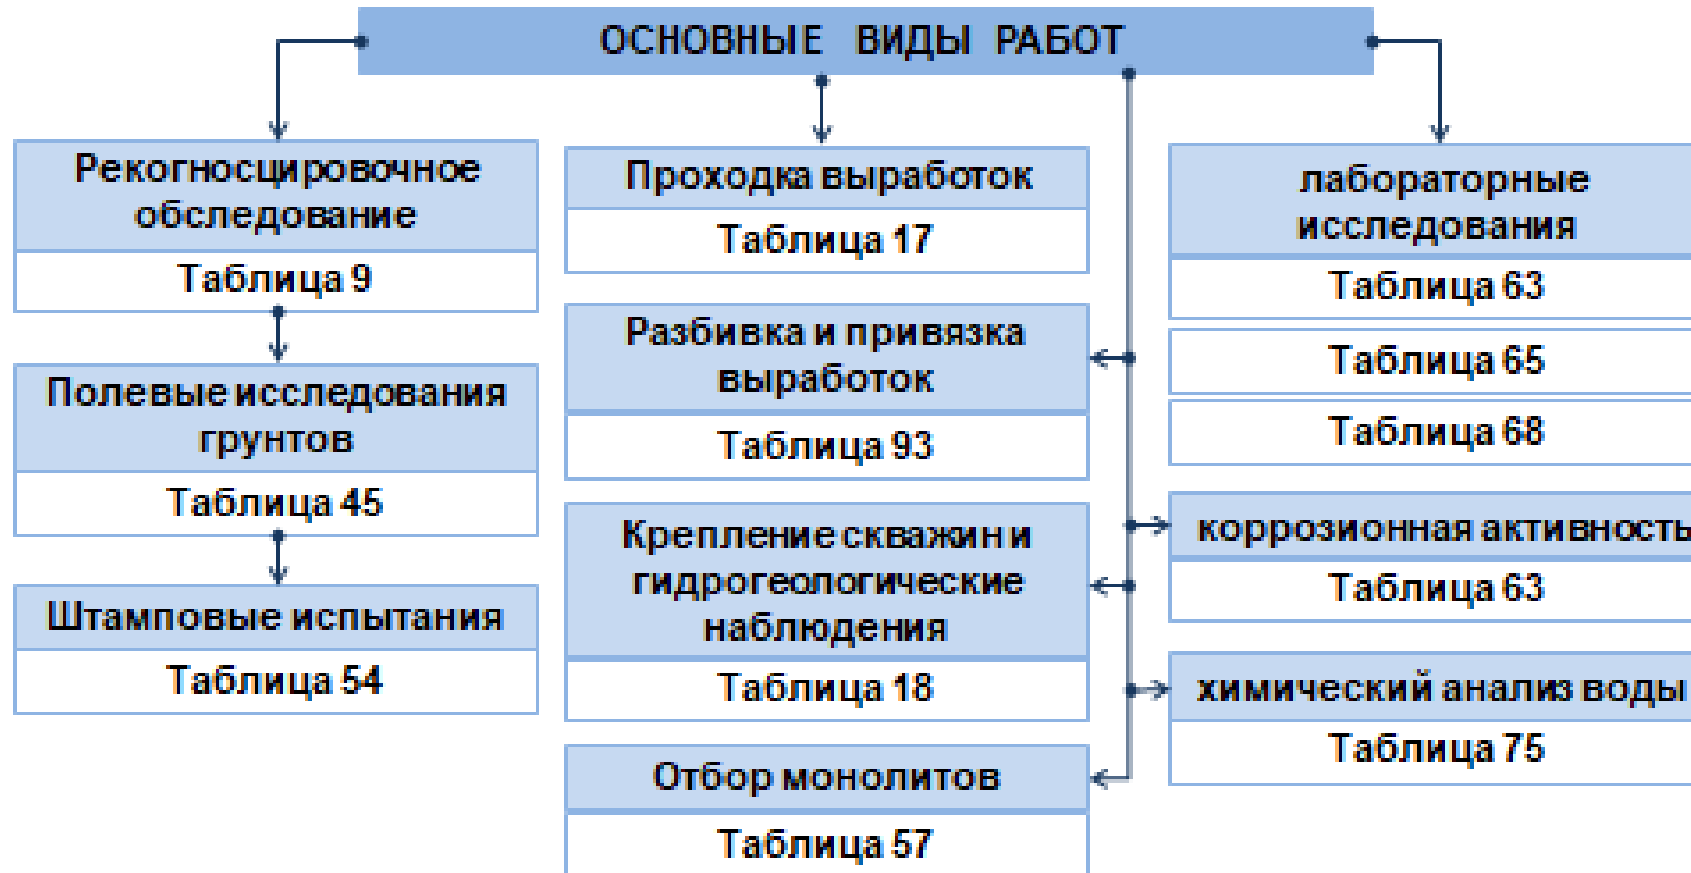 ОСНОВНЫЕ ВИДЫ РАБОТ
Рекогносцировочное
обследование
Таблица 9
Полевые исследования
грунтов
Таблица 45
Штамповые испытания
Таблица 54
Проходка выработок
Таблица 17
Разбивка и привязка
выработок
Таблица 93
Крепление скважин и
гидрогеологические
наблюдения
Таблица 18
Отбор монолитов
Таблица 57
лабораторные
исследования
Таблица 63
Таблица 65
Таблица 68
коррозионная активность
Таблица 63
химический анализ воды
Таблица 75